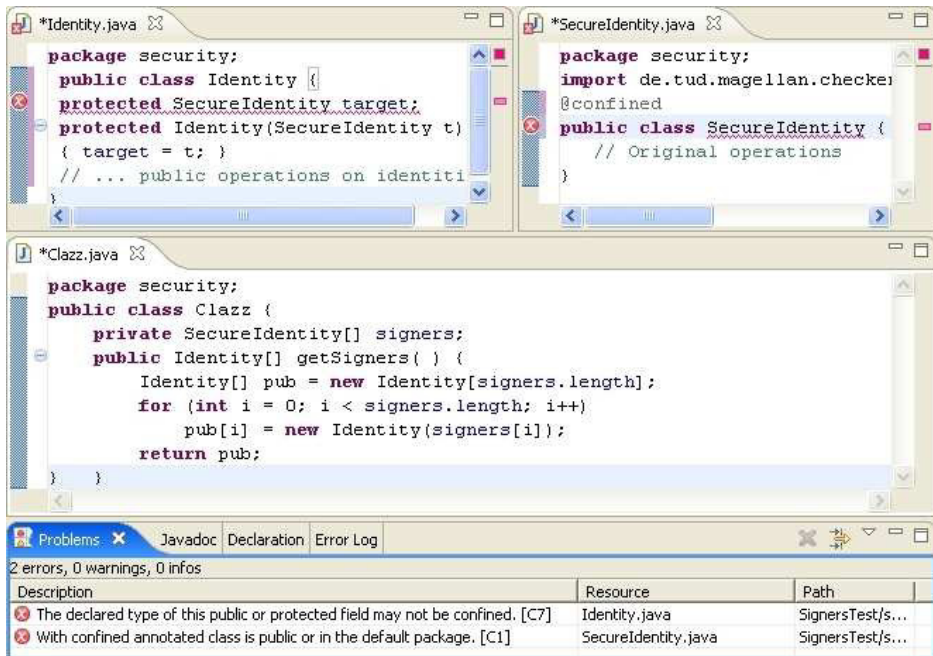 *Identity.java
package security;
public class Identity {
protected SecureIdentity target;
protected Identity(SecureIdentity t)
{ target = t; }
// ... public operations on identiti
}
*SecureIdentity.java
package security;
import de.tud.magellan.checker
@confined
public class SecureIdentity {
// Original operations
}
*Clazz.java
package security;
public class Clazz {
private SecureIdentity[] signers;
public Identity[] getSigners( ) {
Identity[] pub = new Identity[signers.length];
for (int i = 0; i < signers.length; i++)
pub[i] = new Identity(signers[i]);
return pub;
} }
Problems Javadoc Declaration Error Log
2 errors, 0 warnings, 0 infos
Description Resource Path
The declared type of this public or protected field may not be confined. [C7] Identity.java SignersTest/s...
With confined annotated class is public or in the default package. [C1] SecureIdentity.java SignersTest/s...